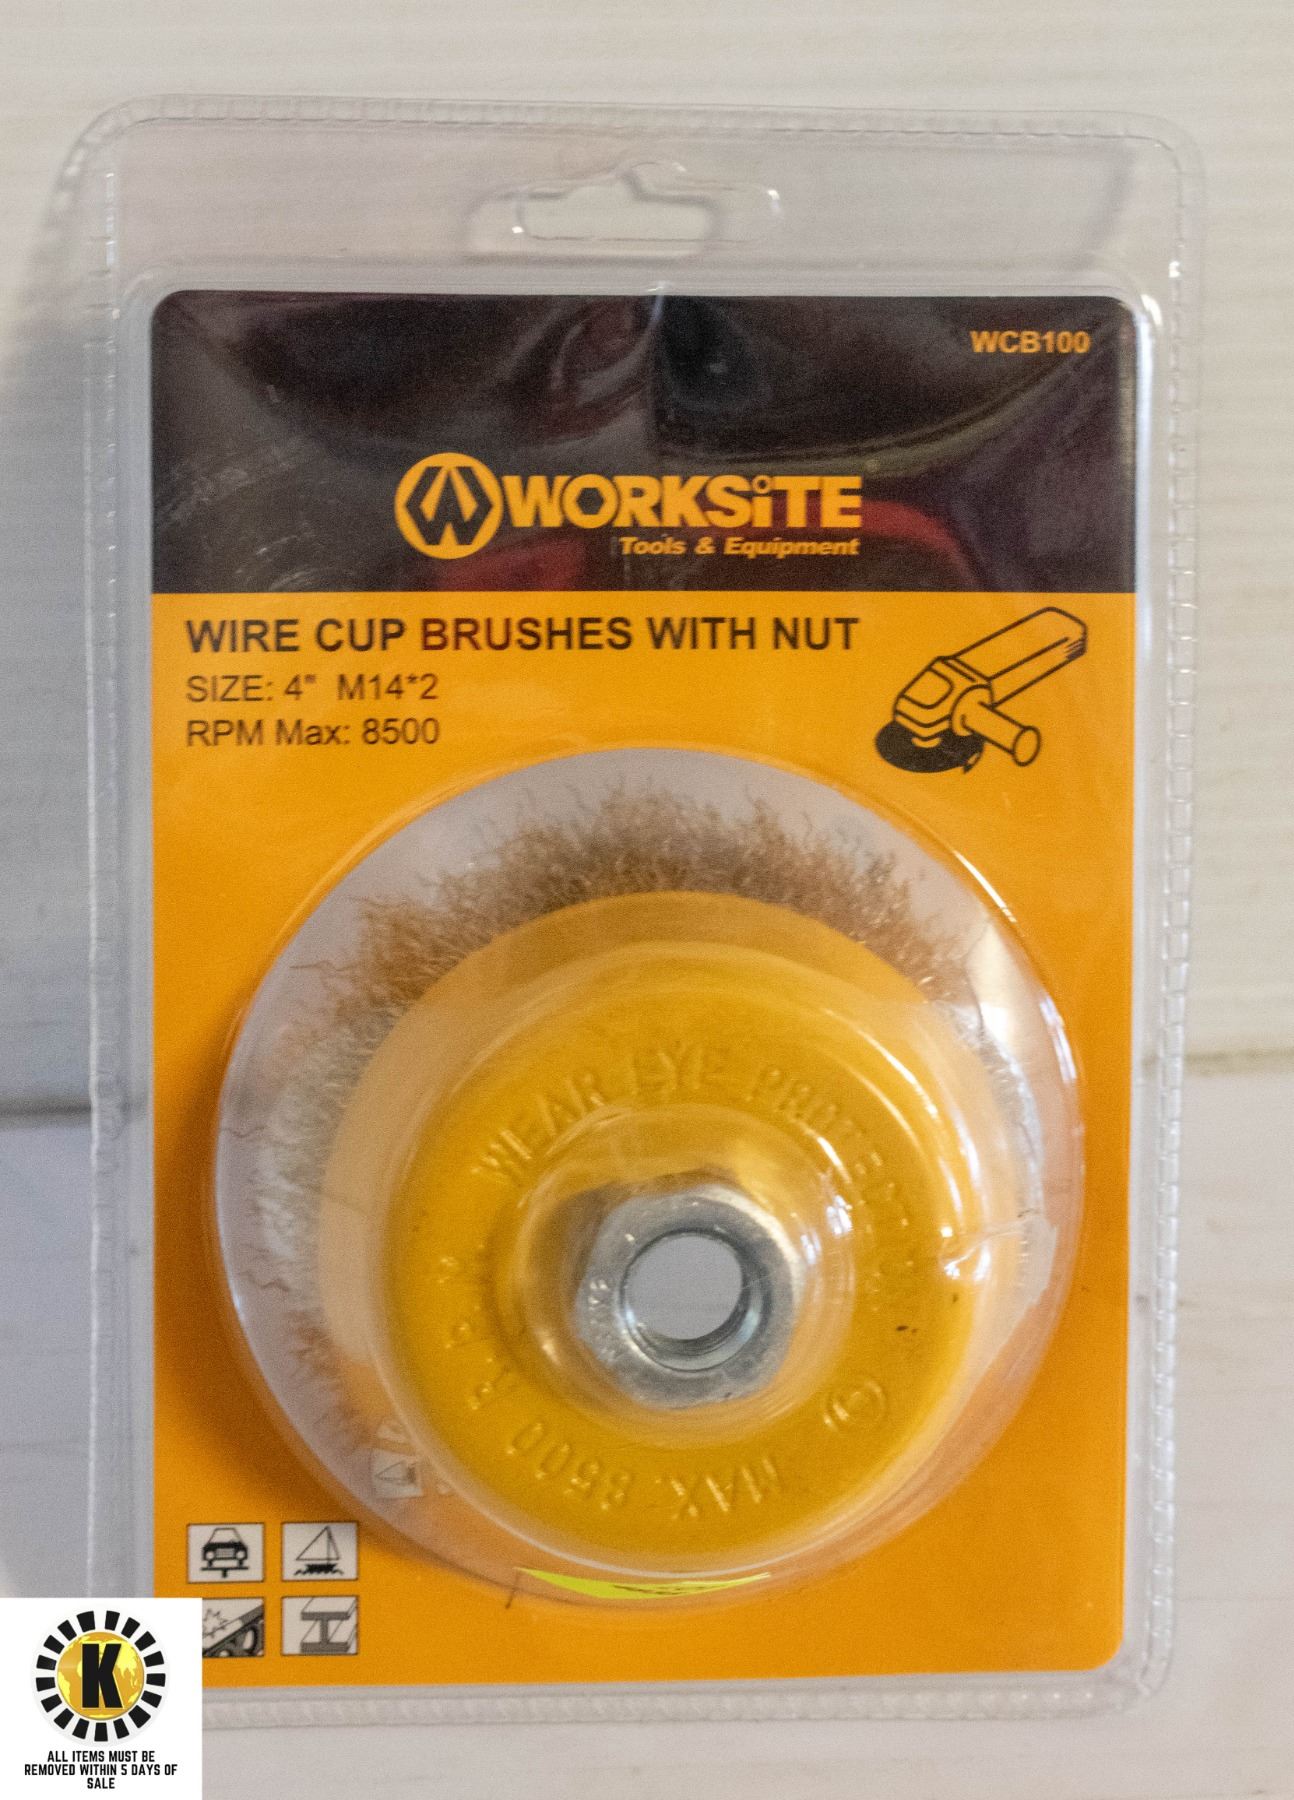 WCB100
WORKSiTE
Tools & Equipment
WIRE CUP BRUSHES WITH NUT
SIZE: 4" M14*2
RPM Max: 8500
WEAR EYE PROTECTION
MAX. 8500 R.P.M
K
ALL ITEMS MUST BE
REMOVED WITHIN 5 DAYS OF
SALE